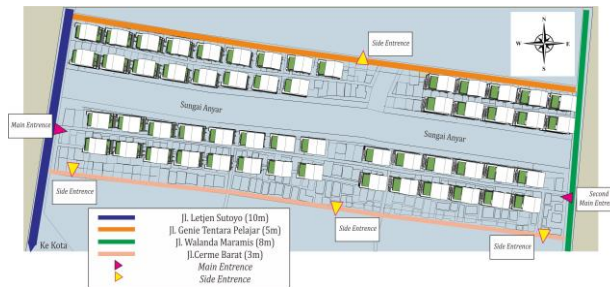 Side Entrence
N
W
E
S
Sungai Anyar
Sungai Anyar
Main Entrence
Side Entrence
Second
Main Entrence
Side Entrence
Side Entrence
Ke Kota
Jl. Letjen Sutoyo (10m)
Jl. Genie Tentara Pelajar (5m)
Jl. Walanda Maramis (8m)
Jl.Cerme Barat (3m)
Main Entrence
Side Entrence